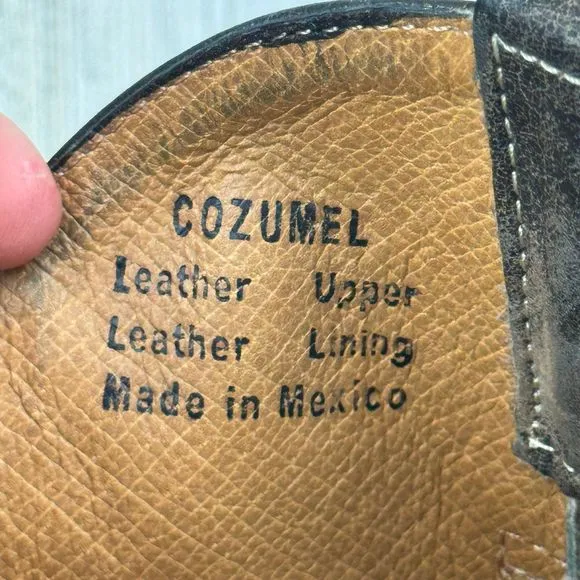 COZUMEL
Leather Upper
Leather Lining
Made in Mexico